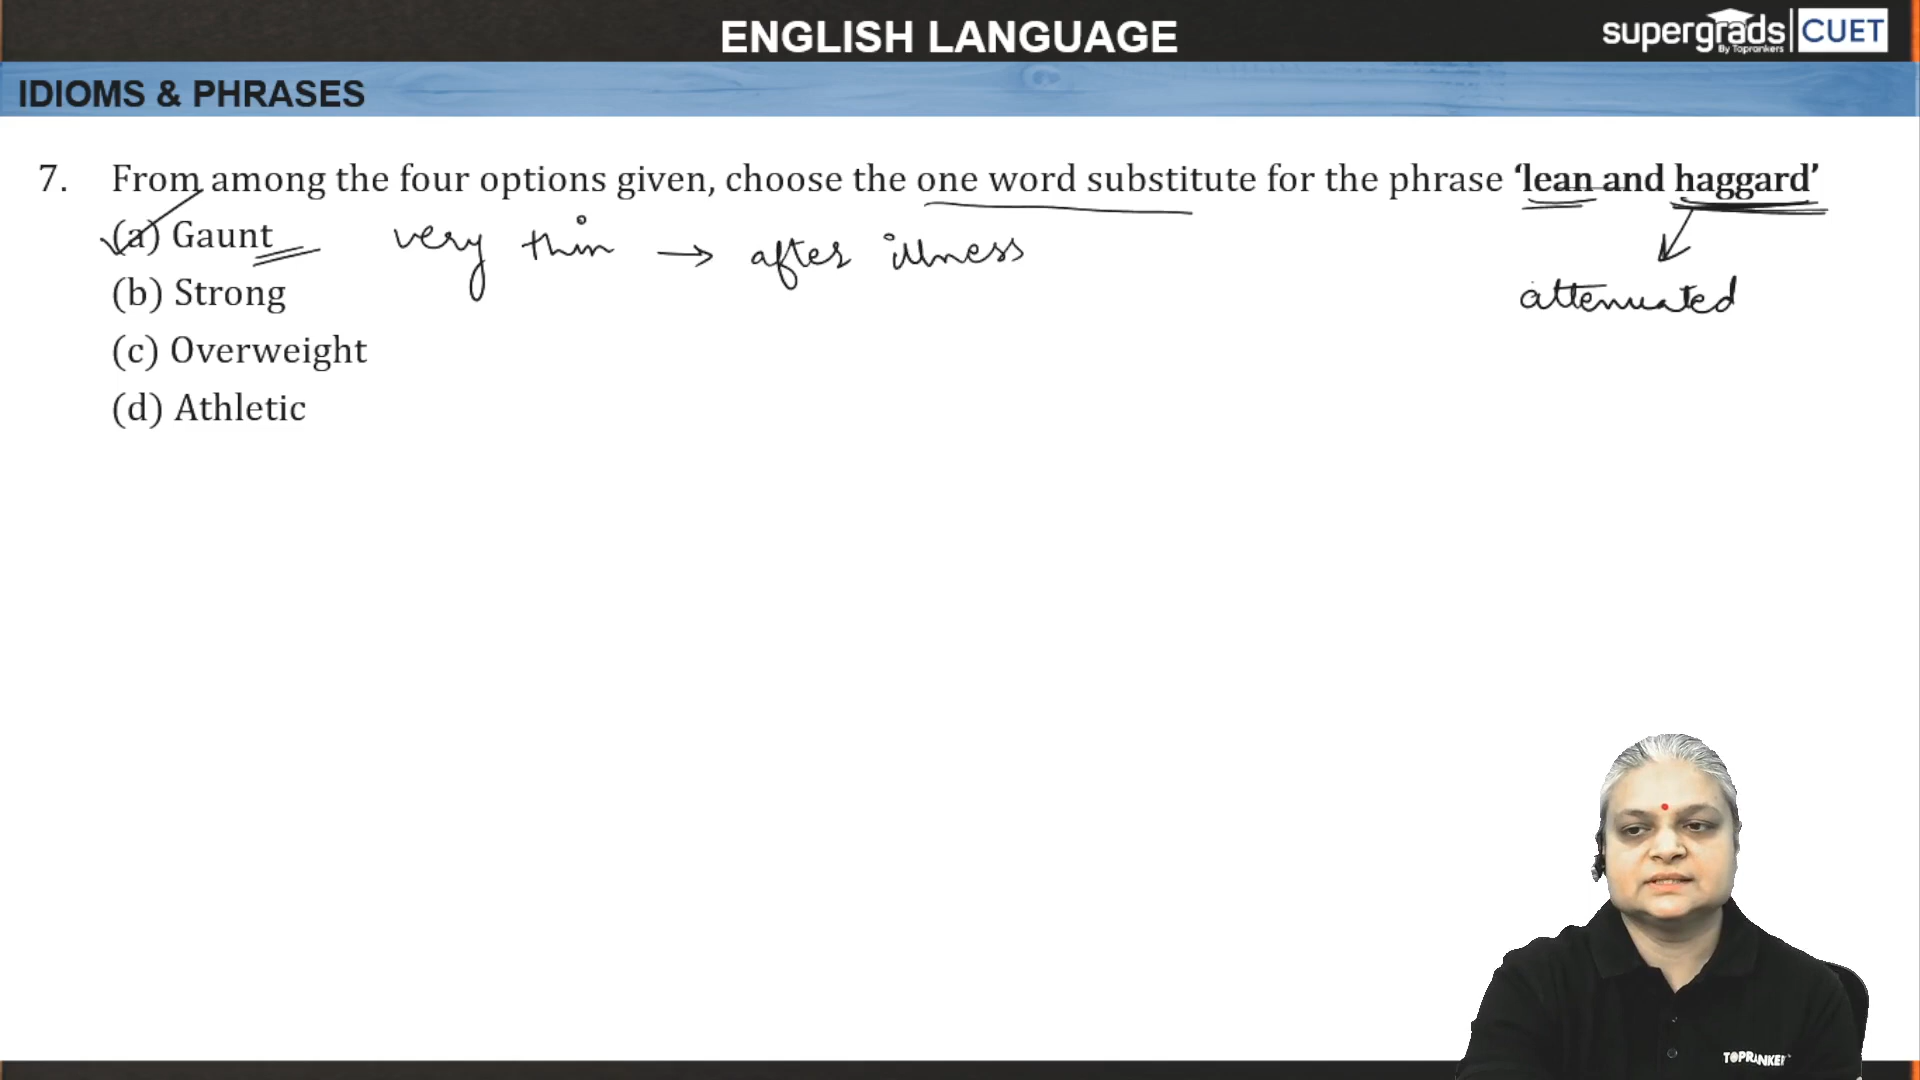 ENGLISH LANGUAGE
supergrads CUET
By Toprankers
IDIOMS & PHRASES
7. From among the four options given, choose the one word substitute for the phrase ‘lean and haggard’
(a) Gaunt very thin → after illness
(b) Strong attenuated
(c) Overweight
(d) Athletic
TOPRANKER